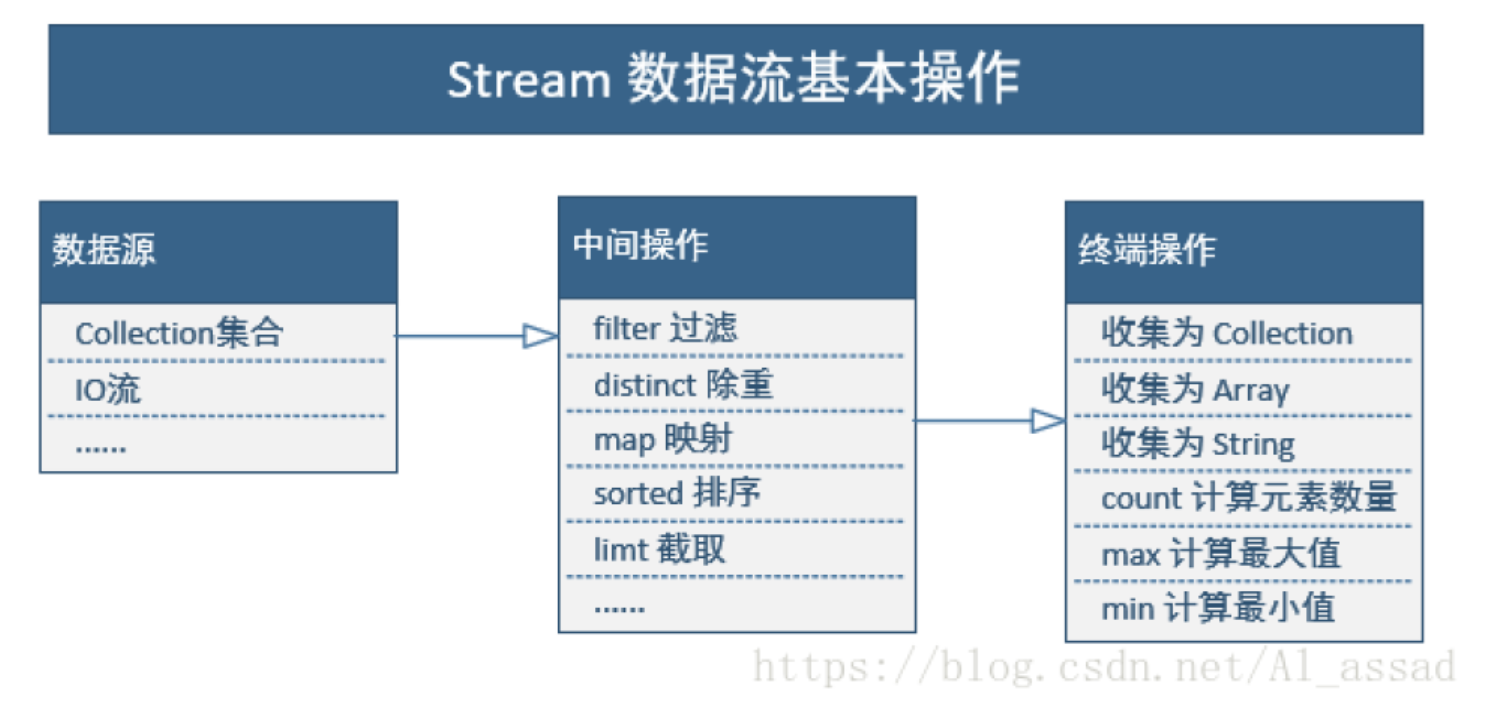 Stream 数据流基本操作
数据源
Collection集合
IO流
......
中间操作
filter 过滤
distinct 除重
map 映射
sorted 排序
limt 截取
......
终端操作
收集为 Collection
收集为 Array
收集为 String
count 计算元素数量
max 计算最大值
min 计算最小值
https://blog.csdn.net/Al_assad